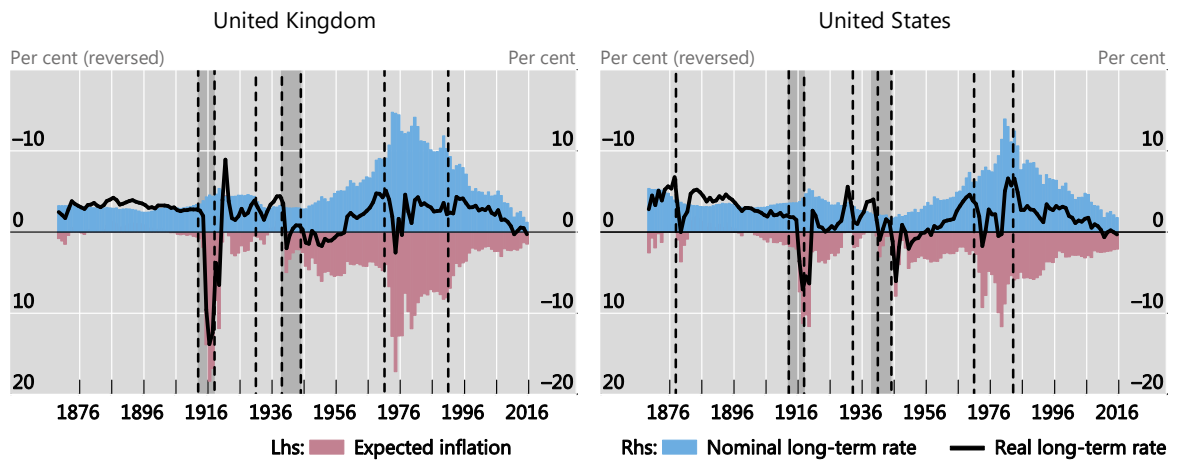 United Kingdom
United States
Per cent (reversed)
Per cent
Per cent (reversed)
Per cent
–10
10
–10
10
0
0
0
0
10
–10
10
–10
20
–20
20
–20
1876 1896 1916 1936 1956 1976 1996 2016
1876 1896 1916 1936 1956 1976 1996 2016
Lhs: Expected inflation
Rhs: Nominal long-term rate
Real long-term rate